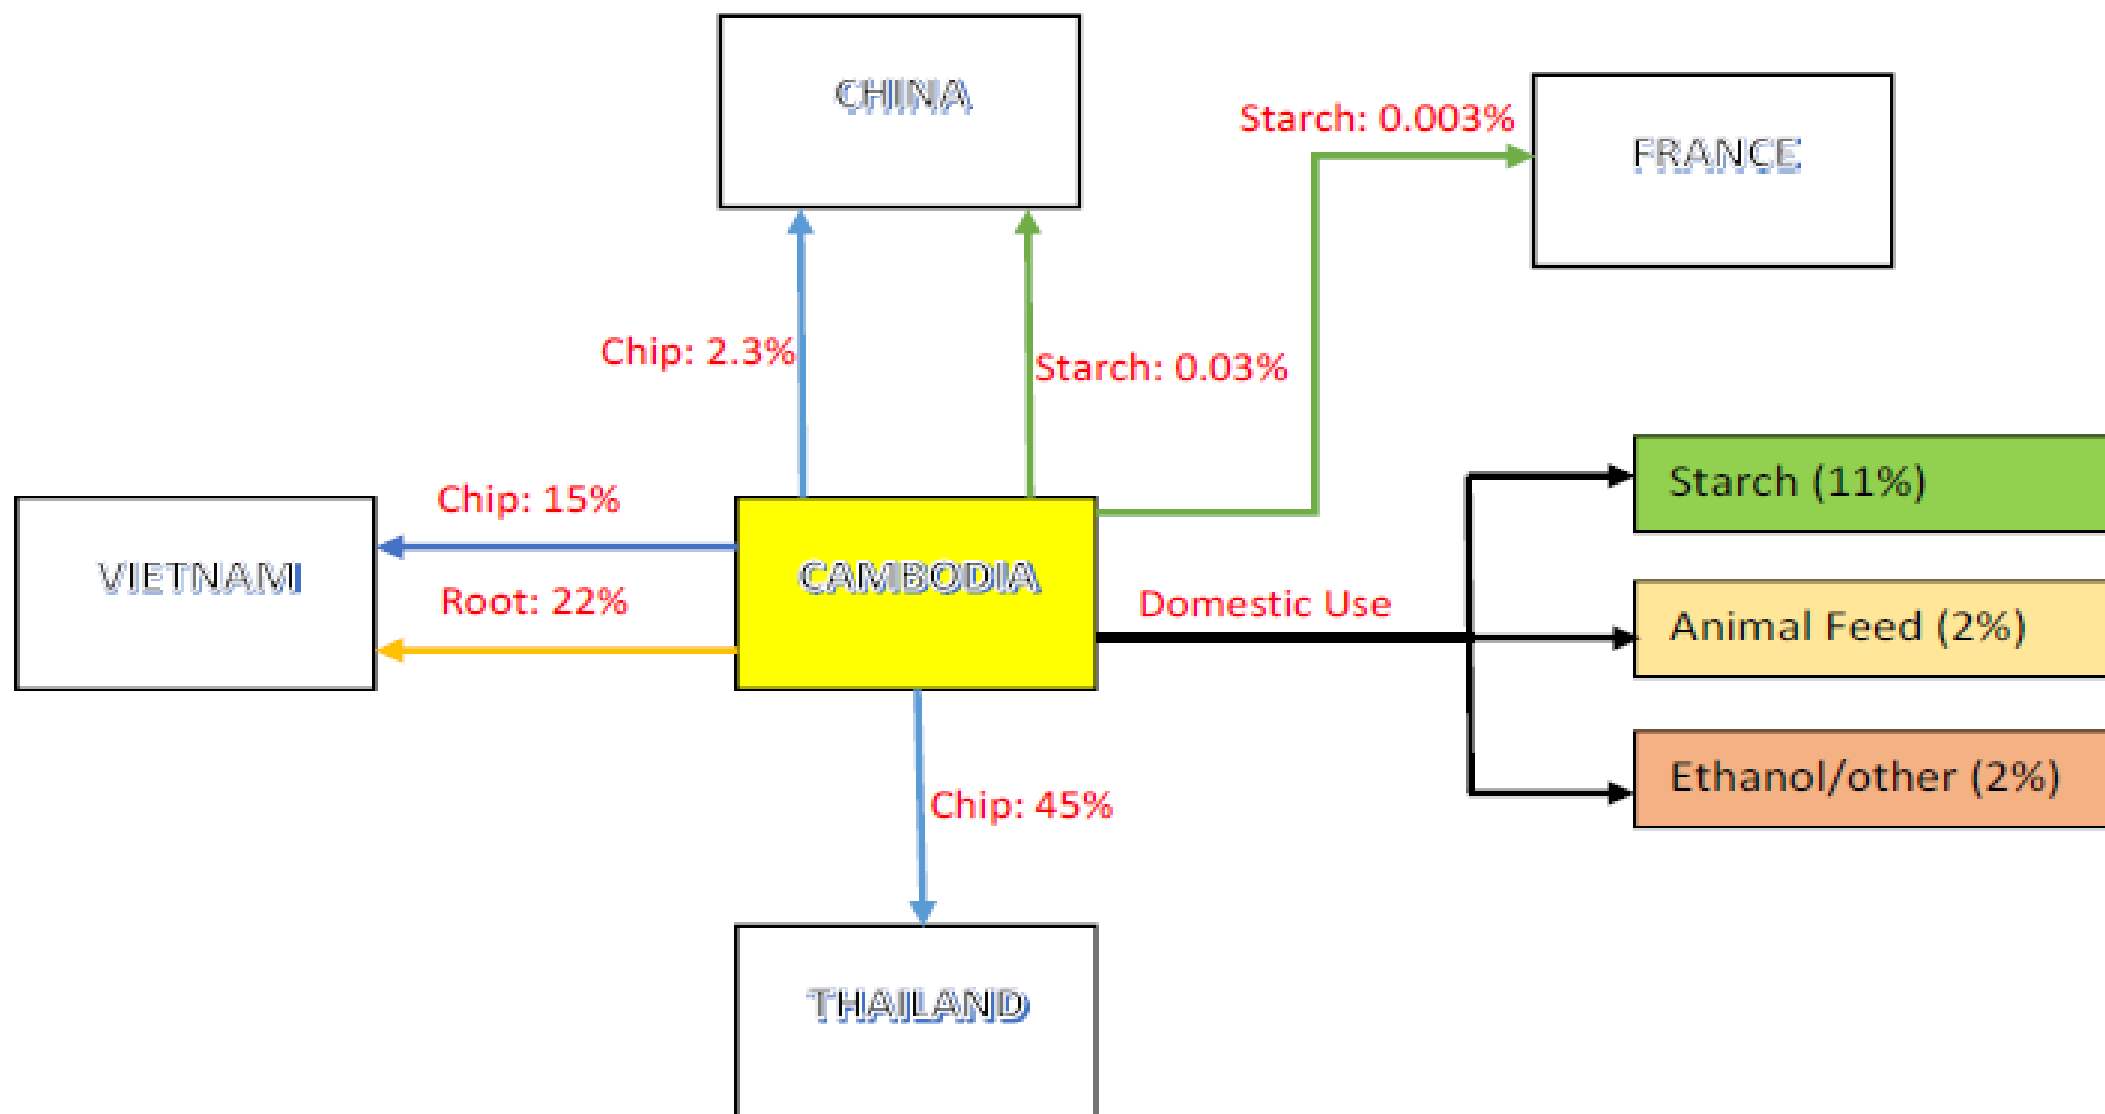 CHINA
Starch: 0.003%
FRANCE
Chip: 2.3%
Starch: 0.03%
Chip: 15%
VIETNAM
Root: 22%
CAMBODIA
Domestic Use
Starch (11%)
Animal Feed (2%)
Ethanol/other (2%)
Chip: 45%
THAILAND